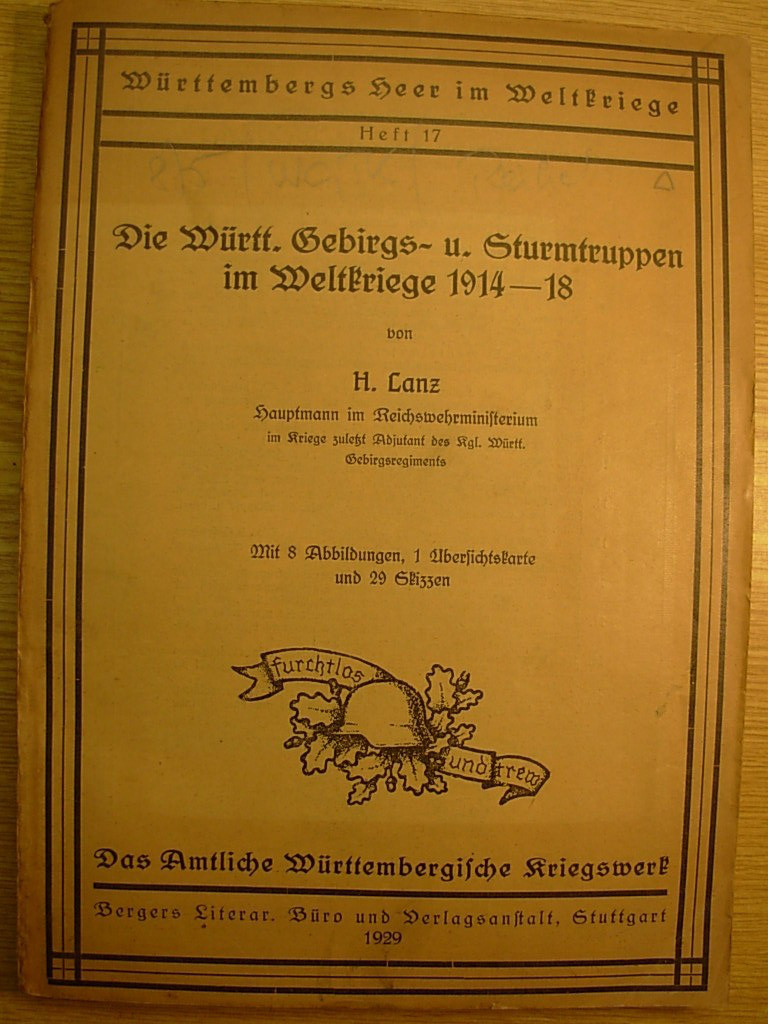 Württembergs Heer im Weltkriege
Heft 17
Die Württ. Gebirgs- u. Sturmtruppen
im Weltkriege 1914—18
von
H. Lanz
Hauptmann im Reichswehrministerium
im Kriege zuletzt Adjutant des Kgl. Württ.
Gebirgsregiments
Mit 8 Abbildungen, 1 Übersichtskarte
und 29 Skizzen
furchtlos
und trew
Das Amtliche Württembergische Kriegswerk
Bergers Literar. Büro und Verlagsanstalt, Stuttgart
1929